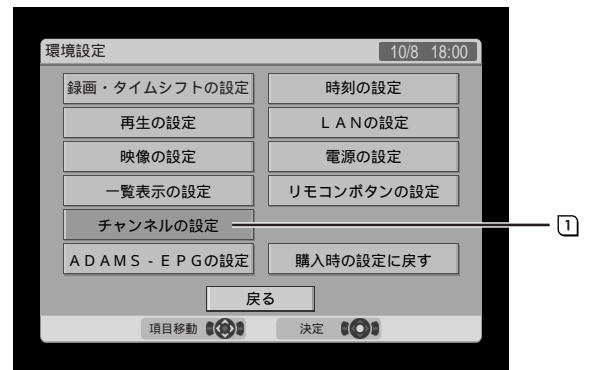 環境設定 10/8 18:00
録画・タイムシフトの設定 時刻の設定
再生の設定 ＬＡＮの設定
映像の設定 電源の設定
一覧表示の設定 リモコンボタンの設定
チャンネルの設定 1
ＡＤＡＭＳ‐ＥＰＧの設定 購入時の設定に戻す
戻る
項目移動 決定